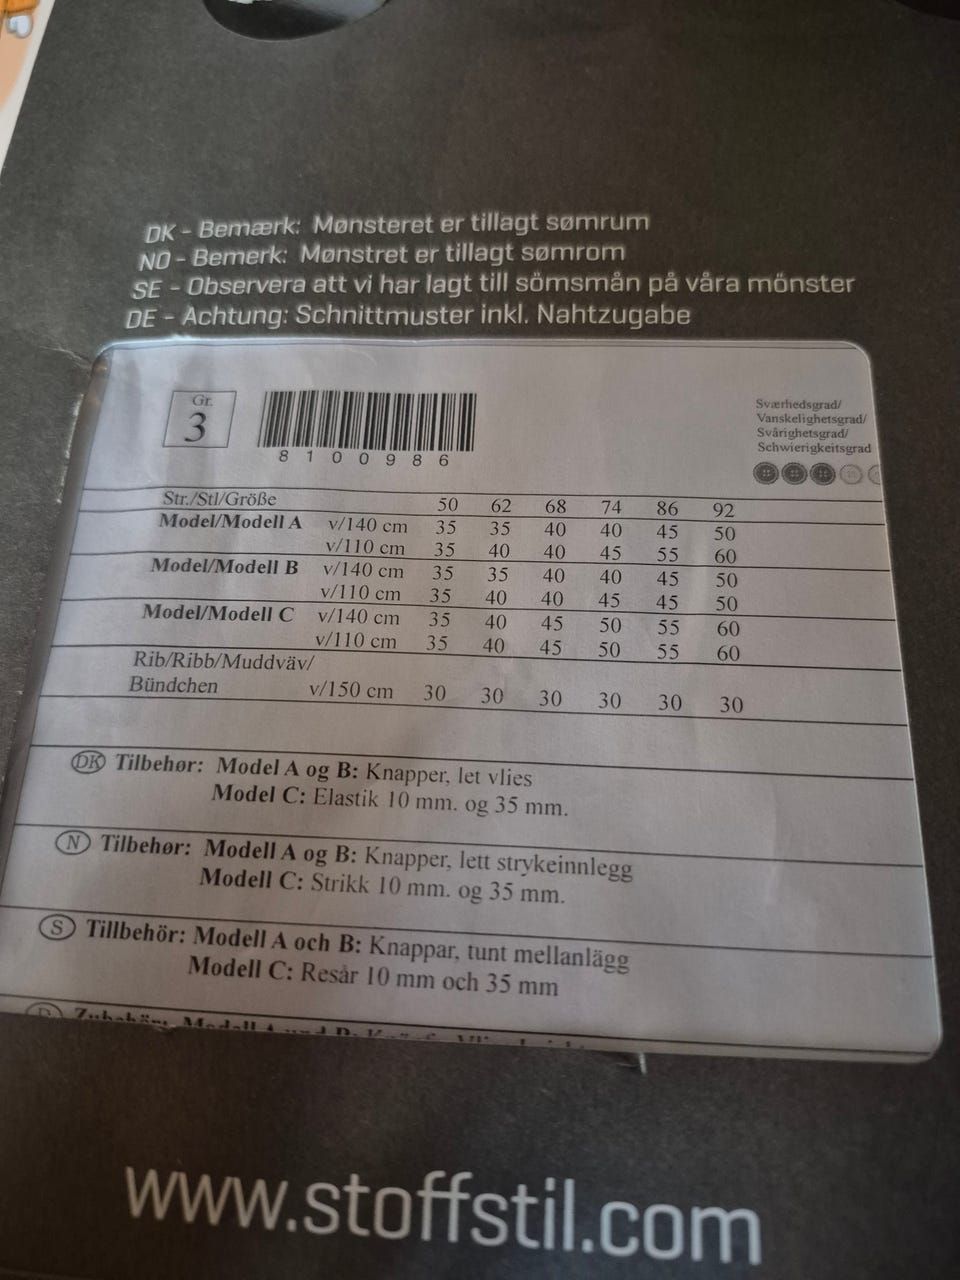 DK - Bemærk: Mønsteret er tillagt sømrum
NO - Bemerk: Mønstret er tillagt sømrom
SE - Observera att vi har lagt till sömsmån på våra mönster
DE - Achtung: Schnittmuster inkl. Nahtzugabe
Gr.
3
8100986
Sværhedsgrad/
Vanskelighetsgrad/
Svårighetsgrad/
Schwierigkeitsgrad
Str./Stl/Größe 50 62 68 74 86 92
Model/Modell A v/140 cm 35 35 40 40 45 50
v/110 cm 35 40 40 45 55 60
Model/Modell B v/140 cm 35 35 40 40 45 50
v/110 cm 35 40 40 45 45 50
Model/Modell C v/140 cm 35 40 45 50 55 60
v/110 cm 35 40 45 50 55 60
Rib/Ribb/Muddväv/
Bündchen v/150 cm 30 30 30 30 30 30
DK Tilbehør: Model A og B: Knapper, let vlies
Model C: Elastik 10 mm. og 35 mm.
N Tilbehør: Modell A og B: Knapper, lett strykeinnlegg
Modell C: Strikk 10 mm. og 35 mm.
S Tillbehör: Modell A och B: Knappar, tunt mellanlägg
Modell C: Resår 10 mm och 35 mm
D Zubehör: Modell A und B:
www.stoffstil.com